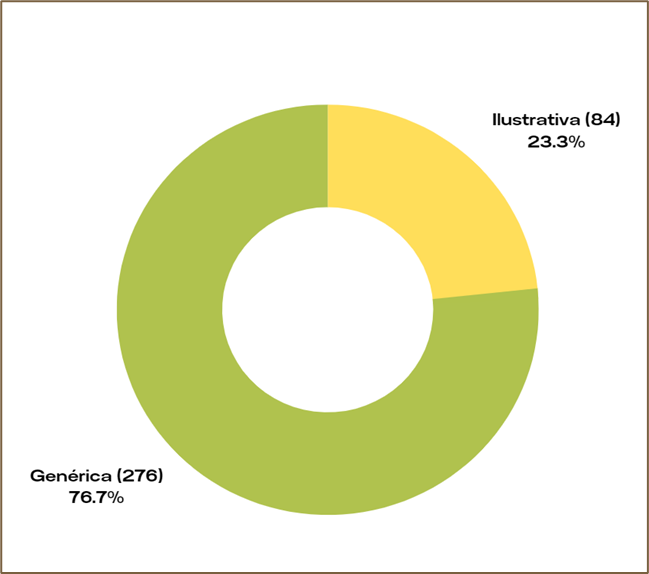 Ilustrativa (84)
23.3%
Genérica (276)
76.7%